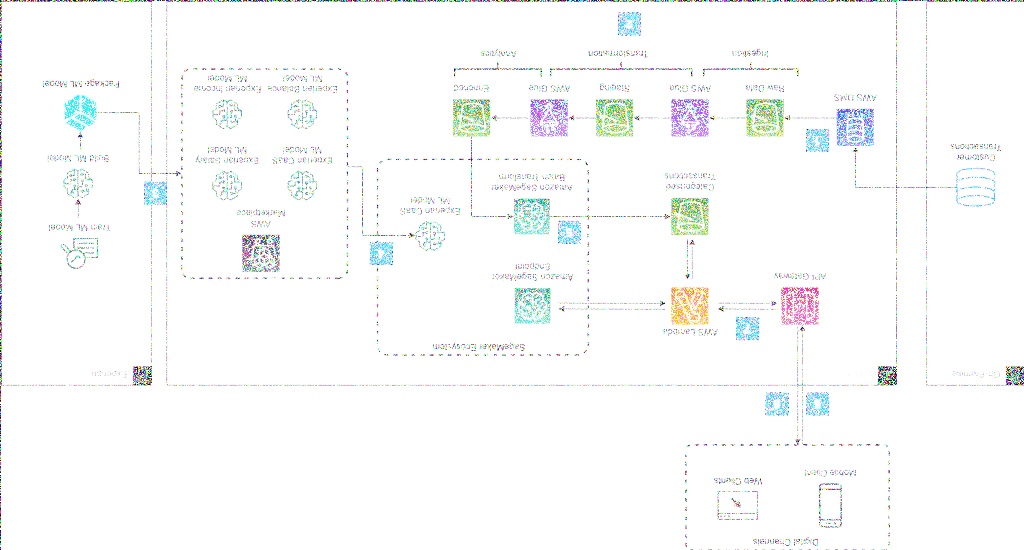 Digital Channels
Mobile Client
Web Clients
Experian
SageMaker Ecosystem
AWS Lambda
API Gateway
Amazon SageMaker
Endpoint
AWS
Marketplace
Train ML Model
Customer
Transactions
Categorised
Transactions
Amazon SageMaker
Batch Transform
Experian CaaS
ML Model
Experian CaaS
ML Model
Experian Salary
ML Model
Build ML Model
AWS DMS
Raw Data
AWS Glue
Staging
AWS Glue
Enriched
Experian Balance
ML Model
Experian Income
ML Model
Package ML Model
Ingestion
Transformation
Analytics